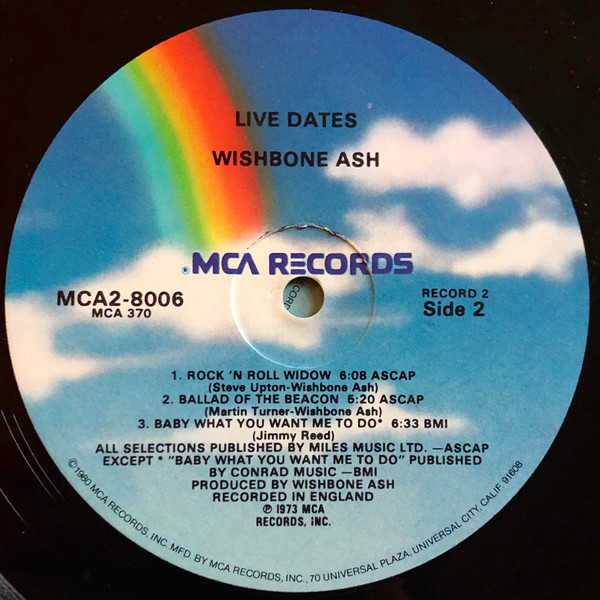 LIVE DATES
WISHBONE ASH
MCA RECORDS
MCA2-8006
MCA 370
RECORD 2
Side 2
1. ROCK 'N ROLL WIDOW 6:08 ASCAP
(Steve Upton-Wishbone Ash)
2. BALLAD OF THE BEACON 5:20 ASCAP
(Martin Turner-Wishbone Ash)
3. BABY WHAT YOU WANT ME TO DO* 6:33 BMI
(Jimmy Reed)
ALL SELECTIONS PUBLISHED BY MILES MUSIC LTD. —ASCAP
EXCEPT * "BABY WHAT YOU WANT ME TO DO" PUBLISHED
BY CONRAD MUSIC —BMI
PRODUCED BY WISHBONE ASH
RECORDED IN ENGLAND
℗ 1973 MCA
RECORDS, INC.
©1980 MCA RECORDS, INC. MFD. BY MCA RECORDS, INC., 70 UNIVERSAL PLAZA, UNIVERSAL CITY, CALIF. 91608